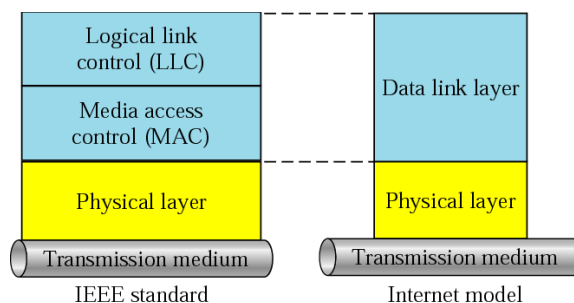 Logical link
control (LLC)
Data link layer
Media access
control (MAC)
Physical layer
Physical layer
Transmission medium
Transmission medium
IEEE standard
Internet model